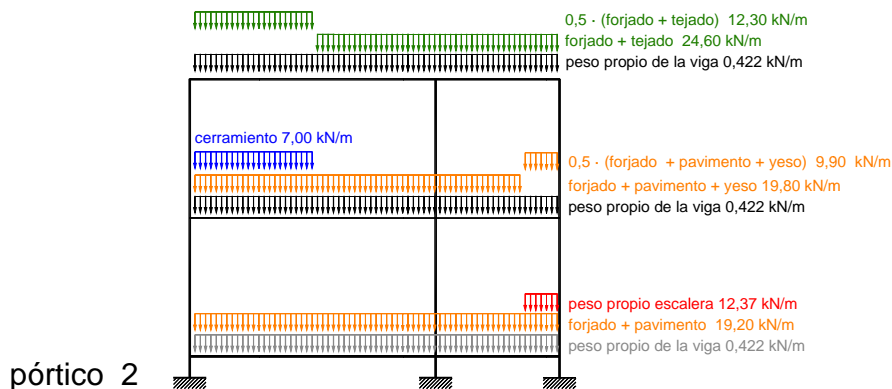 0,5 · (forjado + tejado) 12,30 kN/m
forjado + tejado 24,60 kN/m
peso propio de la viga 0,422 kN/m
cerramiento 7,00 kN/m
0,5 · (forjado + pavimento + yeso) 9,90 kN/m
forjado + pavimento + yeso 19,80 kN/m
peso propio de la viga 0,422 kN/m
peso propio escalera 12,37 kN/m
forjado + pavimento 19,20 kN/m
peso propio de la viga 0,422 kN/m
pórtico 2